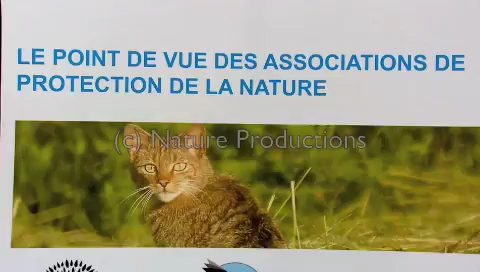 LE POINT DE VUE DES ASSOCIATIONS DE
PROTECTION DE LA NATURE
(c) Nature Productions